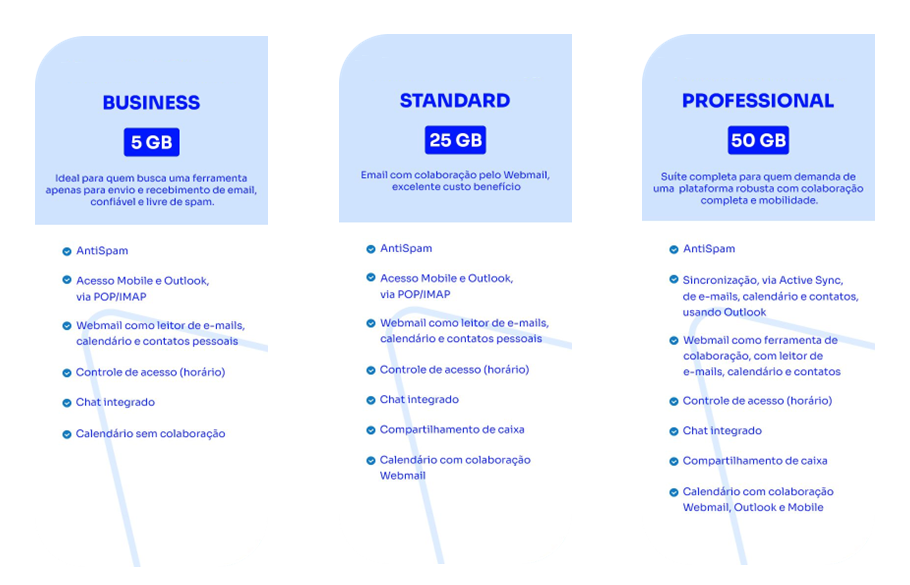 BUSINESS
5 GB
Ideal para quem busca uma ferramenta
apenas para envio e recebimento de email,
confiável e livre de spam.
AntiSpam
Acesso Mobile e Outlook,
via POP/IMAP
Webmail como leitor de e-mails,
calendário e contatos pessoais
Controle de acesso (horário)
Chat integrado
Calendário sem colaboração
STANDARD
25 GB
Email com colaboração pelo Webmail,
excelente custo benefício
AntiSpam
Acesso Mobile e Outlook,
via POP/IMAP
Webmail como leitor de e-mails,
calendário e contatos pessoais
Controle de acesso (horário)
Chat integrado
Compartilhamento de caixa
Calendário com colaboração
Webmail
PROFESSIONAL
50 GB
Suíte completa para quem demanda de
uma plataforma robusta com colaboração
completa e mobilidade.
AntiSpam
Sincronização, via Active Sync,
de e-mails, calendário e contatos,
usando Outlook
Webmail como ferramenta de
colaboração, com leitor de
e-mails, calendário e contatos
Controle de acesso (horário)
Chat integrado
Compartilhamento de caixa
Calendário com colaboração
Webmail, Outlook e Mobile